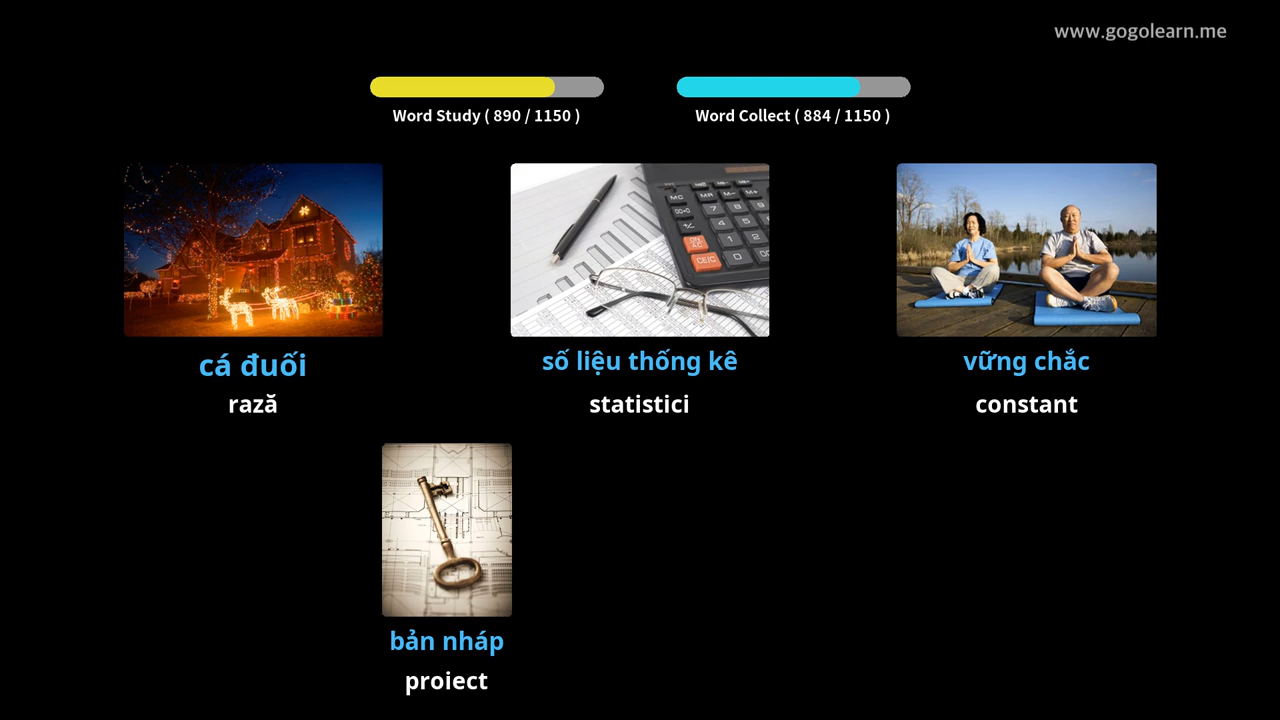 www.gogolearn.me
Word Study ( 890 / 1150 )
Word Collect ( 884 / 1150 )
cá đuối
rază
số liệu thống kê
statistici
vững chắc
constant
bản nháp
proiect